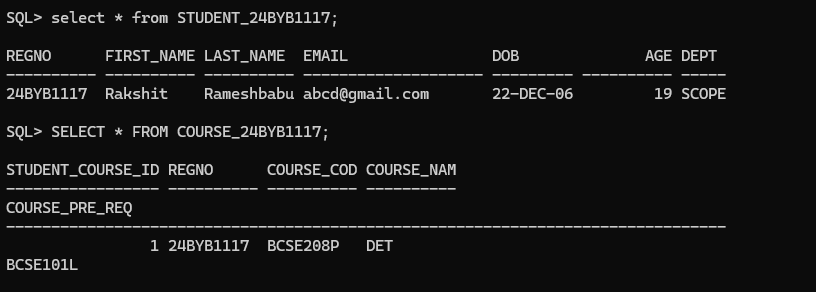 SQL> select * from STUDENT_24BYB1117;
REGNO      FIRST_NAME LAST_NAME  EMAIL                DOB              AGE DEPT
---------- ---------- ---------- -------------------- --------- ---------- -----
24BYB1117  Rakshit    Rameshbabu abcd@gmail.com       22-DEC-06         19 SCOPE
SQL> SELECT * FROM COURSE_24BYB1117;
STUDENT_COURSE_ID REGNO      COURSE_COD COURSE_NAM
----------------- ---------- ---------- ----------
COURSE_PRE_REQ
--------------------------------------------------------------------------------
                1 24BYB1117  BCSE208P   DET
BCSE101L